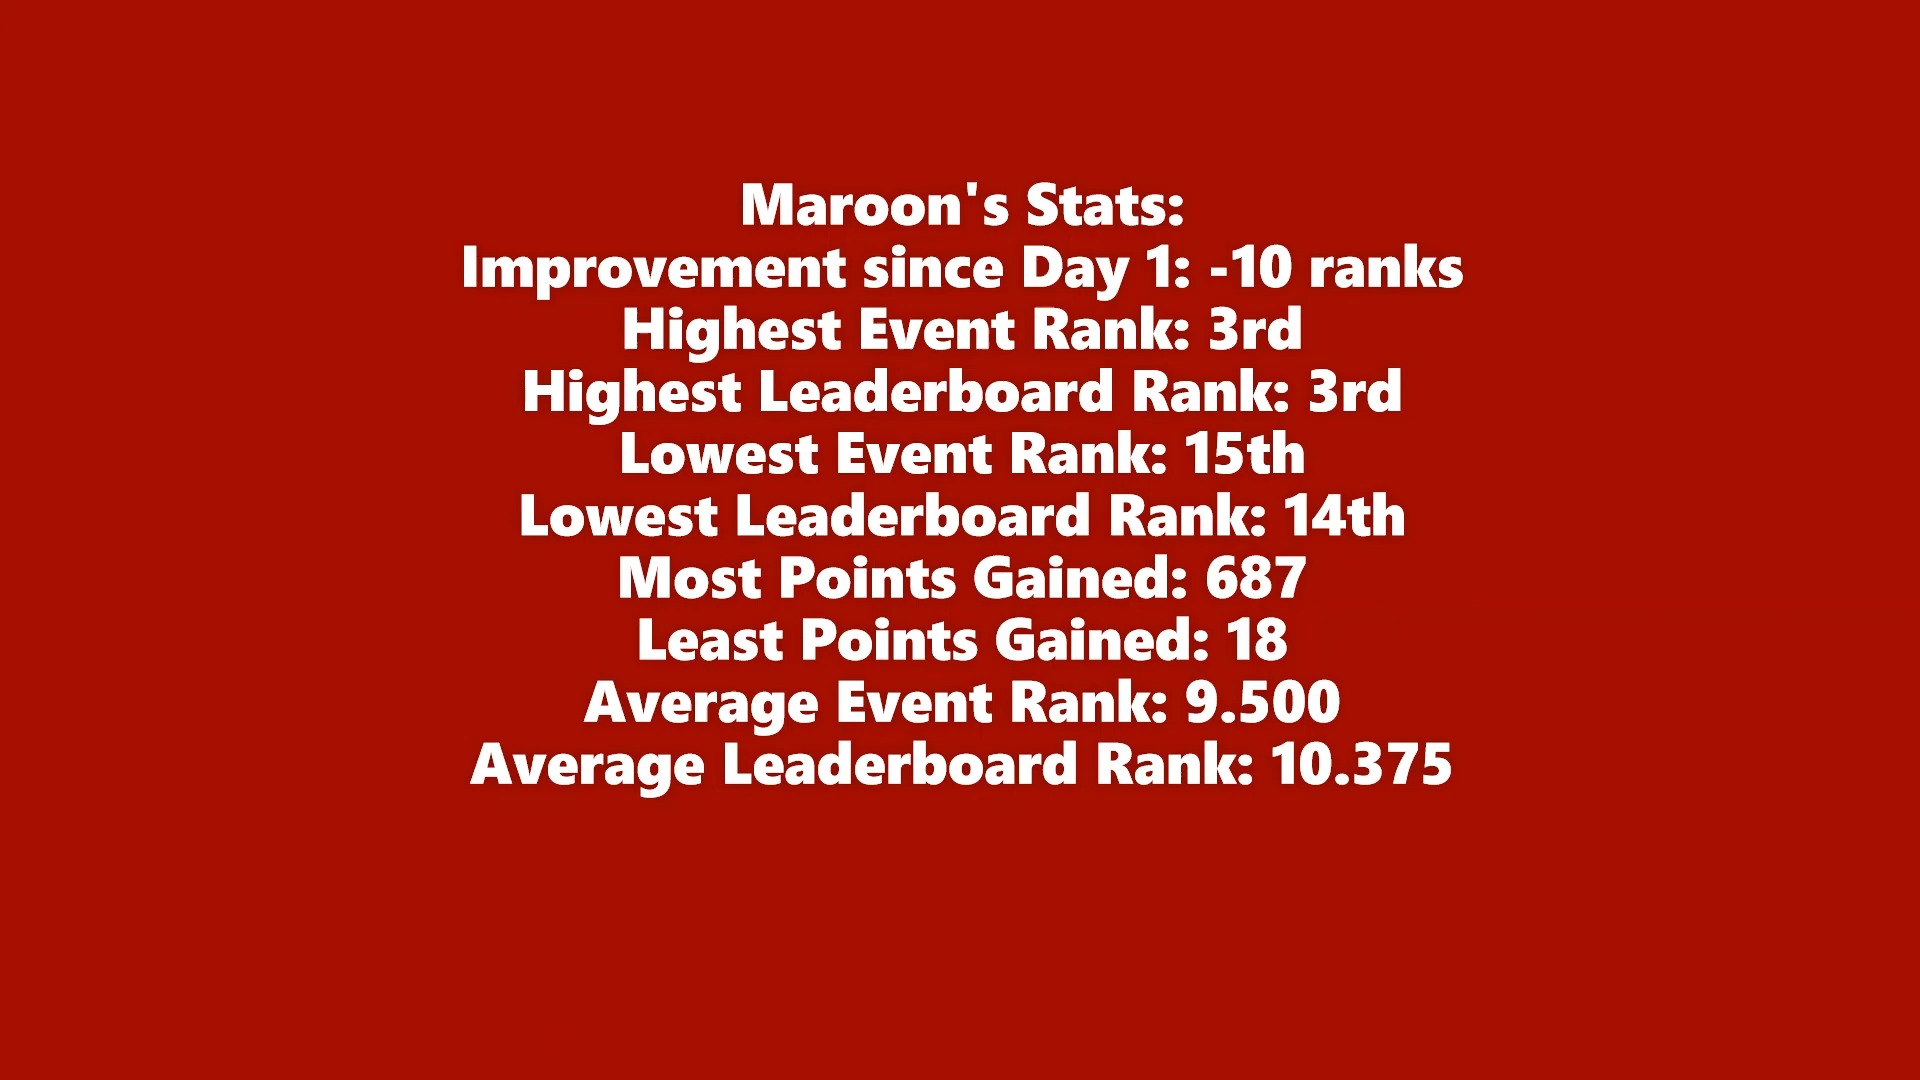 Maroon's Stats:
Improvement since Day 1: -10 ranks
Highest Event Rank: 3rd
Highest Leaderboard Rank: 3rd
Lowest Event Rank: 15th
Lowest Leaderboard Rank: 14th
Most Points Gained: 687
Least Points Gained: 18
Average Event Rank: 9.500
Average Leaderboard Rank: 10.375